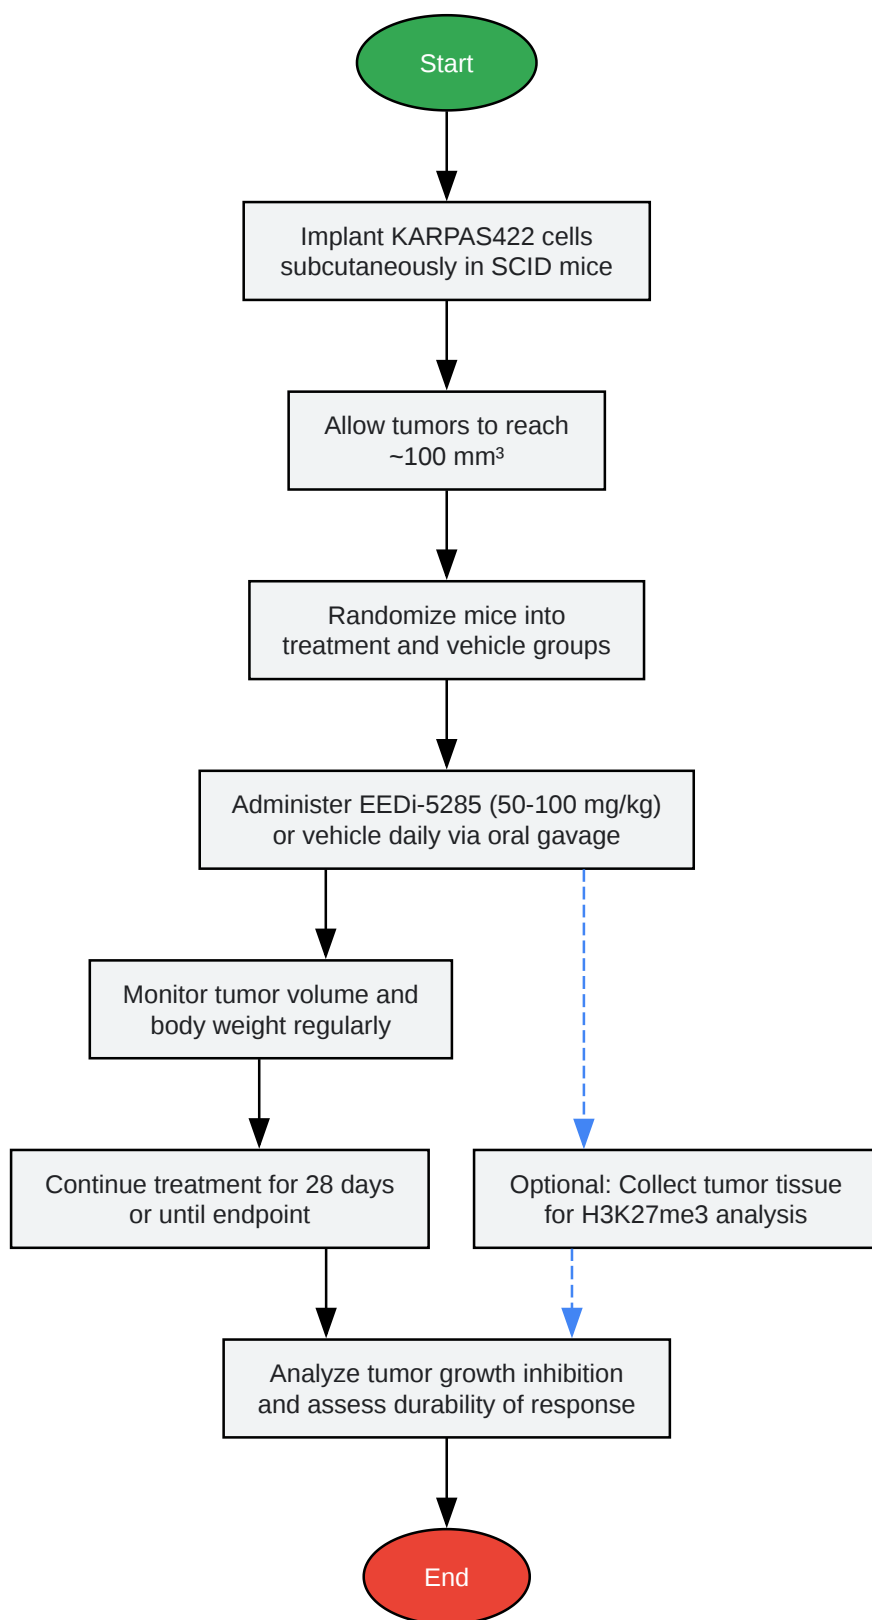 Start
Implant KARPAS422 cells
subcutaneously in SCID mice
Allow tumors to reach
~100 mm³
Randomize mice into
treatment and vehicle groups
Administer EEDi-5285 (50-100 mg/kg)
or vehicle daily via oral gavage
Monitor tumor volume and
body weight regularly
Continue treatment for 28 days
or until endpoint
Optional: Collect tumor tissue
for H3K27me3 analysis
Analyze tumor growth inhibition
and assess durability of response
End